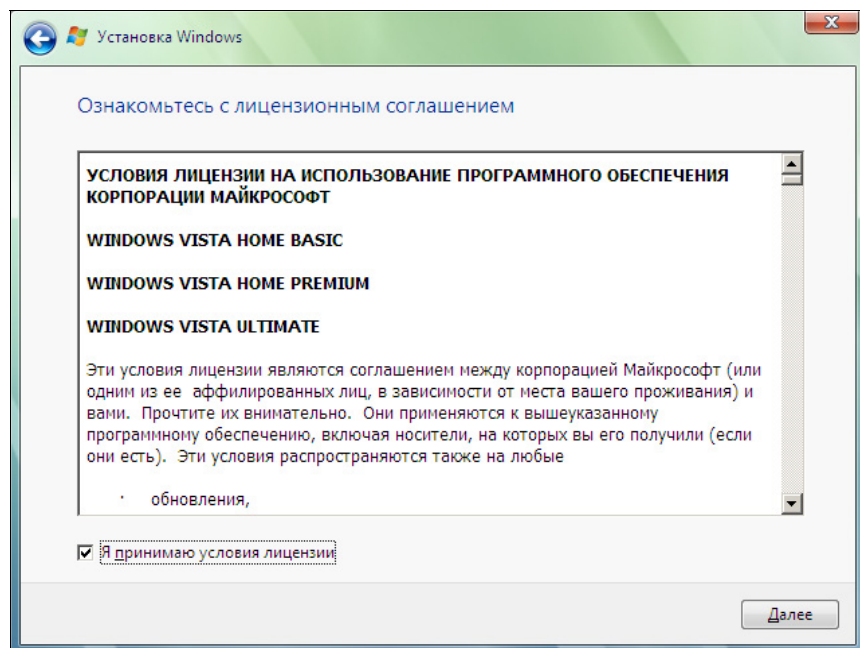 Установка Windows
Ознакомьтесь с лицензионным соглашением
УСЛОВИЯ ЛИЦЕНЗИИ НА ИСПОЛЬЗОВАНИЕ ПРОГРАММНОГО ОБЕСПЕЧЕНИЯ
КОРПОРАЦИИ МАЙКРОСОФТ
WINDOWS VISTA HOME BASIC
WINDOWS VISTA HOME PREMIUM
WINDOWS VISTA ULTIMATE
Эти условия лицензии являются соглашением между корпорацией Майкрософт (или
одним из ее  аффилированных лиц, в зависимости от места вашего проживания) и
вами.  Прочтите их внимательно.  Они применяются к вышеуказанному
программному обеспечению, включая носители, на которых вы его получили (если
они есть).  Эти условия распространяются также на любые
· обновления,
Я принимаю условия лицензии
Далее